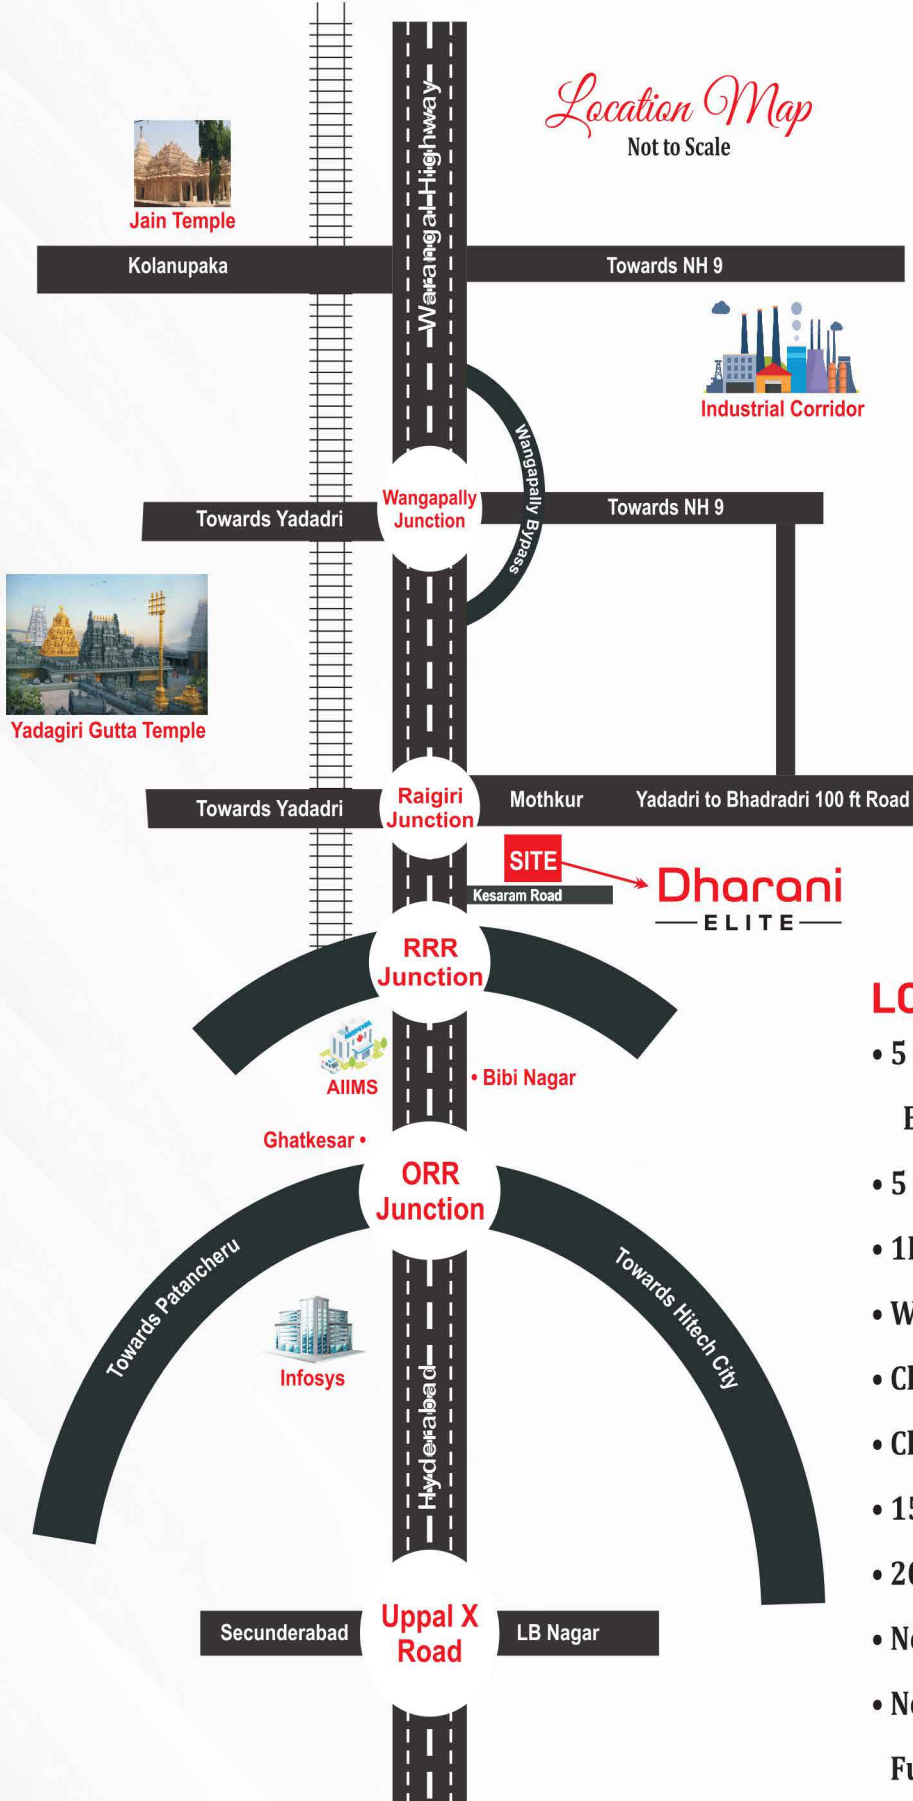 Location Map
Not to Scale
Warangal Highway
Jain Temple
Kolanupaka
Towards NH 9
Industrial Corridor
Wangapally Bypass
Wangapally
Junction
Towards NH 9
Towards Yadadri
Yadagiri Gutta Temple
Raigiri
Junction
Towards Yadadri
Mothkur
Yadadri to Bhadradri 100 ft Road
SITE
Kesaram Road
Dharani
ELITE
RRR
Junction
AIIMS
• Bibi Nagar
Ghatkesar •
ORR
Junction
Towards Patancheru
Towards Hitech City
Infosys
Hyderabad
Uppal X
Road
Secunderabad
LB Nagar
• 5
• 5